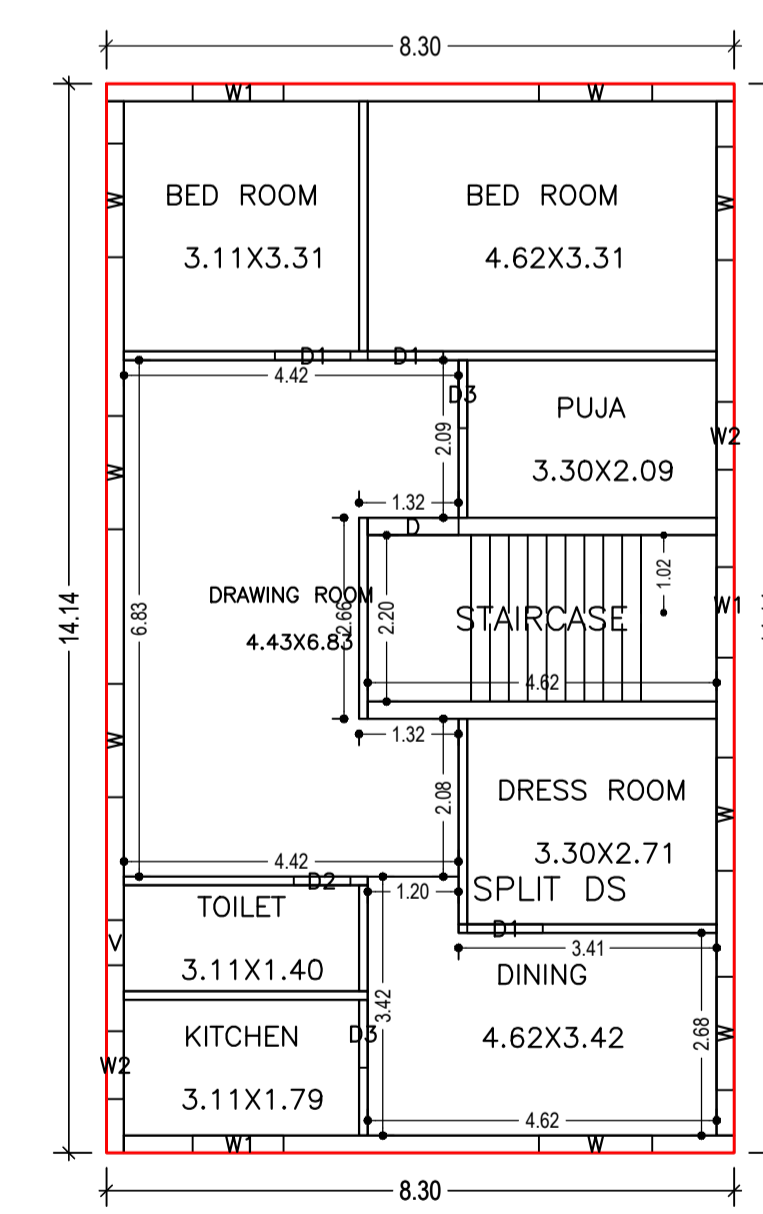 8.30
W1
W
BED ROOM
3.11X3.31
BED ROOM
4.62X3.31
W
W
D1
D1
4.42
D3
PUJA
3.30X2.09
2.09
W2
W
1.32
D
DRAWING ROOM
4.43X6.83
14.14
6.83
2.66
2.20
STAIRCASE
1.02
W1
4.62
W
1.32
2.08
DRESS ROOM
3.30X2.71
W
SPLIT DS
4.42
D2
1.20
TOILET
3.11X1.40
V
D1
3.41
DINING
4.62X3.42
3.42
2.68
W
KITCHEN
3.11X1.79
D3
W2
4.62
W1
W
8.30